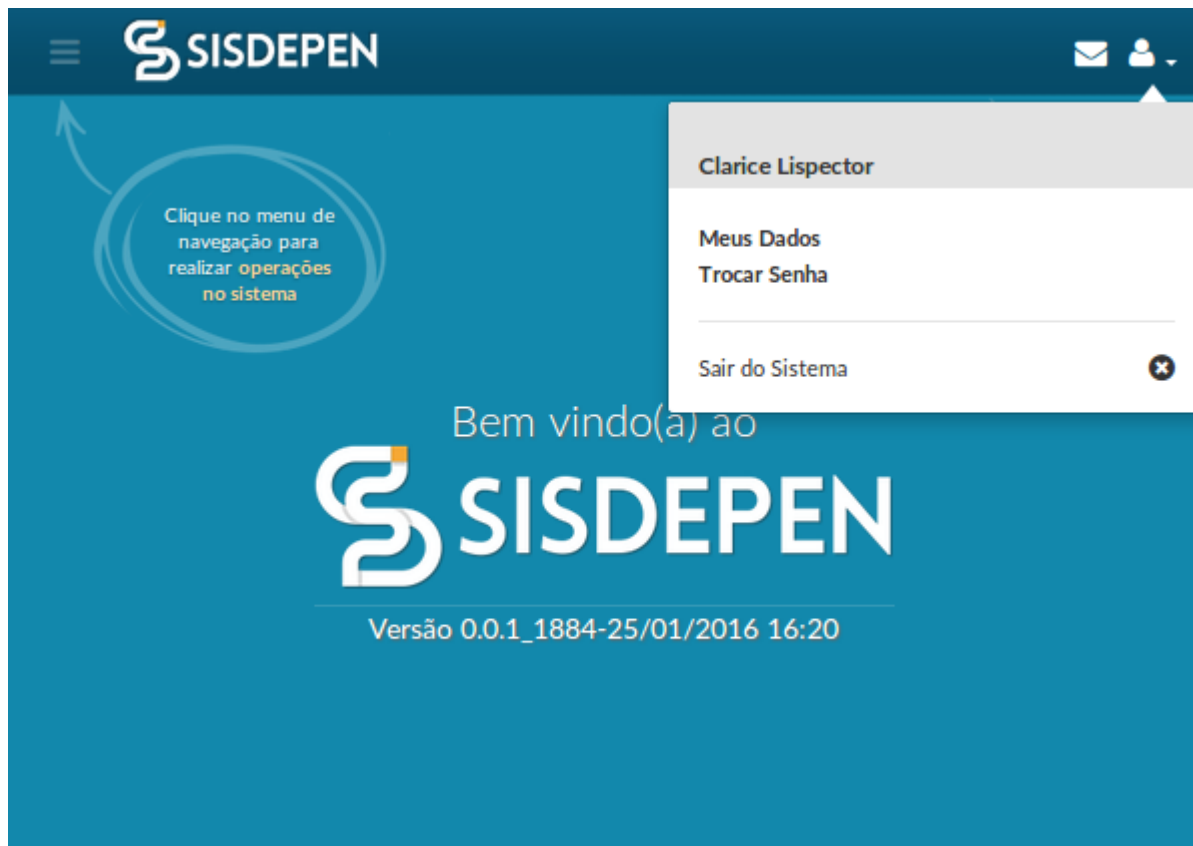 SISDEPEN
Clarice Lispector
Meus Dados
Trocar Senha
Sair do Sistema
Clique no menu de
navegação para
realizar operações
no sistema
Bem vindo(a) ao
SISDEPEN
Versão 0.0.1_1884-25/01/2016 16:20